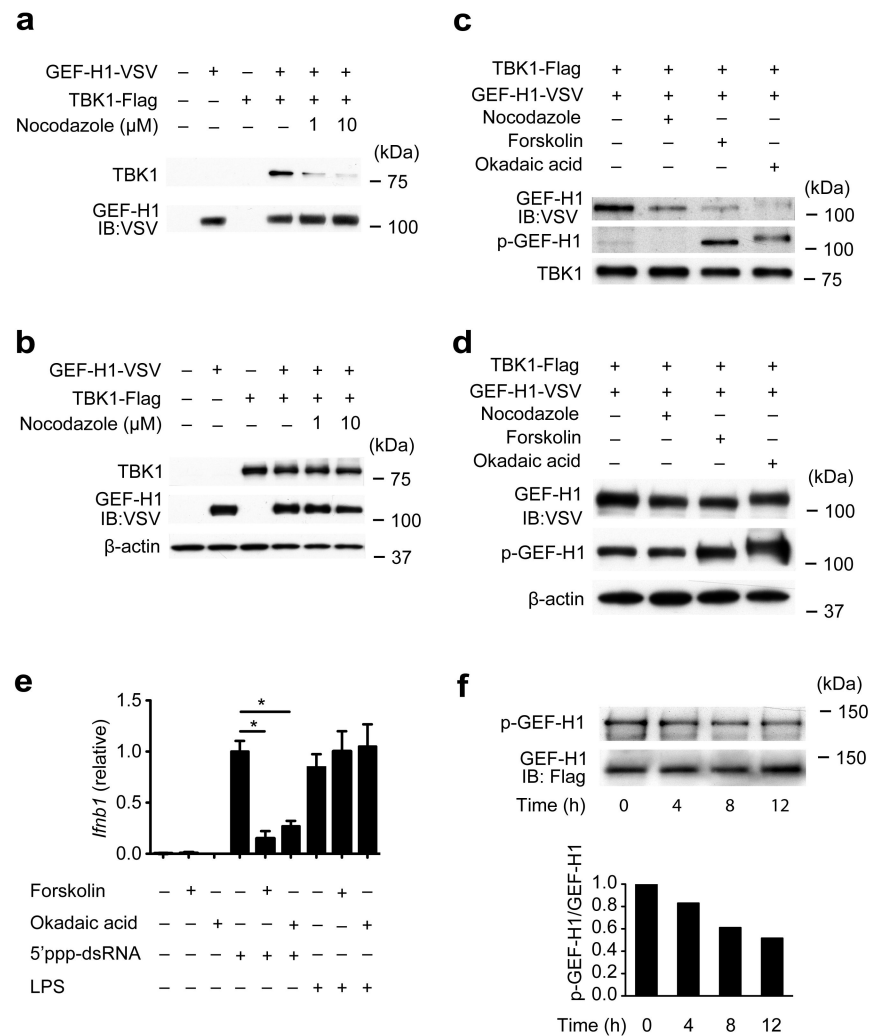 a
GEF-H1-VSV – + – + + +
TBK1-Flag – – + + + +
Nocodazole (µM) – – – – 1 10
(kDa)
TBK1
– 75
GEF-H1
IB:VSV
– 100
b
GEF-H1-VSV – + – + + +
TBK1-Flag – – + + + +
Nocodazole (µM) – – – – 1 10
(kDa)
TBK1
– 75
GEF-H1
IB:VSV
– 100
β-actin
– 37
c
TBK1-Flag + + + +
GEF-H1-VSV + + + +
Nocodazole – + – –
Forskolin – – + –
Okadaic acid – – – +
(kDa)
GEF-H1
IB:VSV
– 100
p-GEF-H1
– 100
TBK1
– 75
d
TBK1-Flag + + + +
GEF-H1-VSV + + + +
Nocodazole – + – –
Forskolin – – + –
Okadaic acid – – – +
(kDa)
GEF-H1
IB:VSV
– 100
p-GEF-H1
– 100
β-actin
– 37
e
Ifnb1 (relative)
1.5
1.0
0.5
0.0
*
*
Forskolin – + – – + – – + –
Okadaic acid – – + – – + – – +
5'ppp-dsRNA – – – + + + – – –
LPS – – – – – – + + +
f
(kDa)
p-GEF-H1
– 150
GEF-H1
IB: Flag
– 150
Time (h) 0 4 8 12
p-GEF-H1/GEF-H1
1.0
0.8
0.6
0.4
0.2
0.0
Time (h) 0 4 8 12